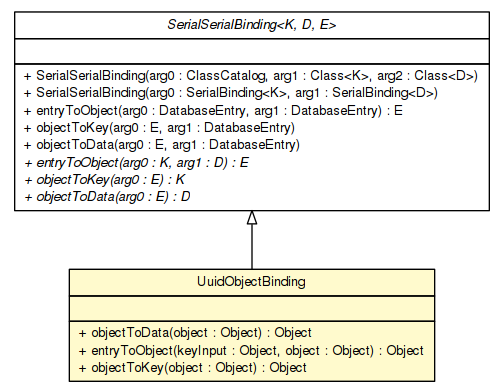 SerialSerialBinding<K, D, E>
+ SerialSerialBinding(arg0 : ClassCatalog, arg1 : Class<K>, arg2 : Class<D>)
+ SerialSerialBinding(arg0 : SerialBinding<K>, arg1 : SerialBinding<D>)
+ entryToObject(arg0 : DatabaseEntry, arg1 : DatabaseEntry) : E
+ objectToKey(arg0 : E, arg1 : DatabaseEntry)
+ objectToData(arg0 : E, arg1 : DatabaseEntry)
+ entryToObject(arg0 : K, arg1 : D) : E
+ objectToKey(arg0 : E) : K
+ objectToData(arg0 : E) : D
UuidObjectBinding
+ objectToData(object : Object) : Object
+ entryToObject(keyInput : Object, object : Object) : Object
+ objectToKey(object : Object) : Object